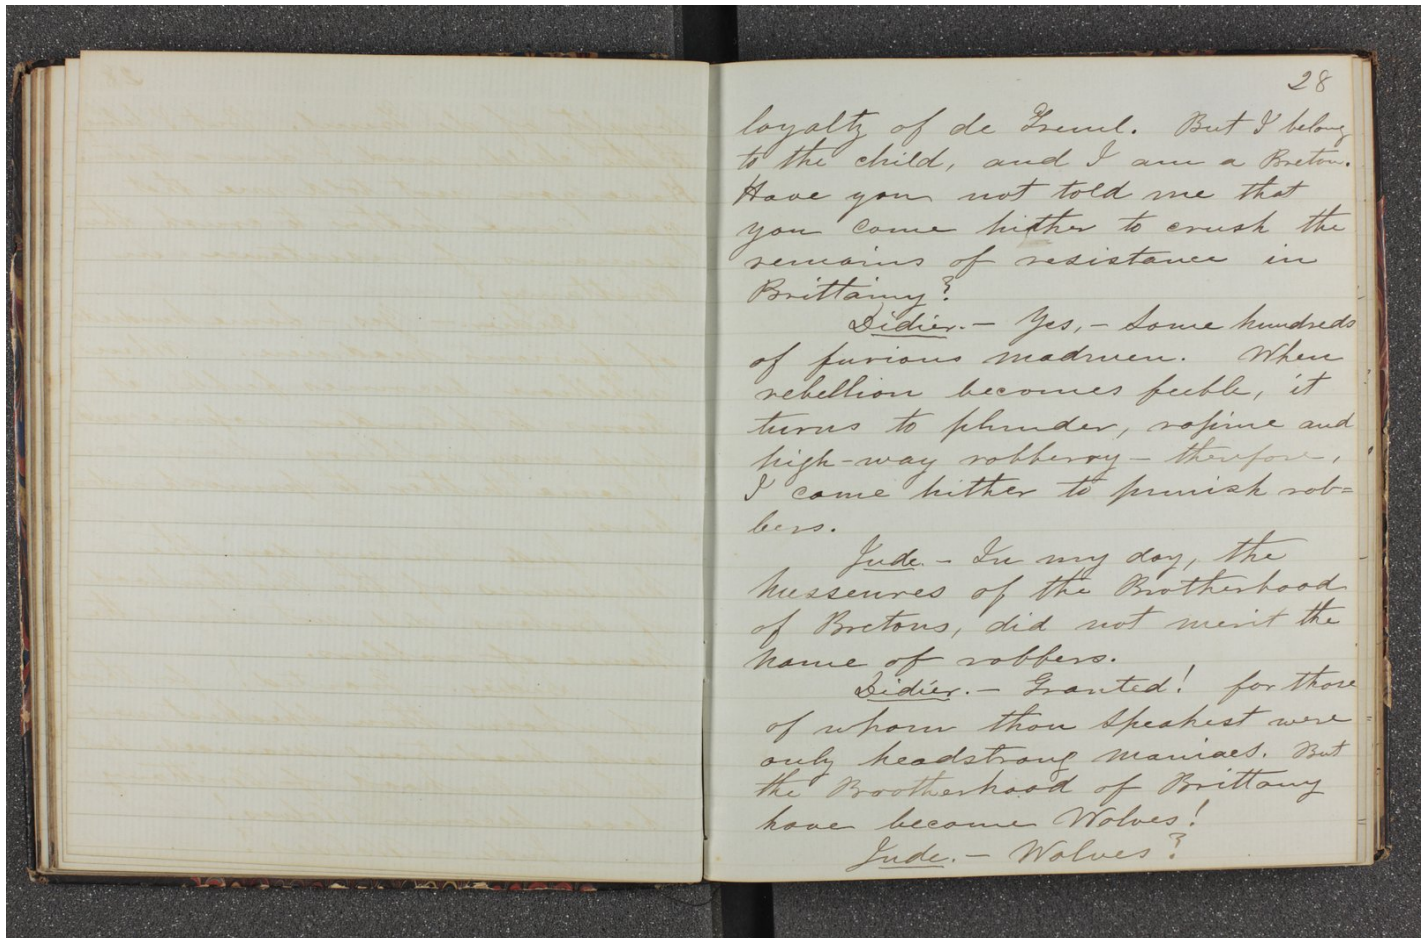 28
loyalty of de Treml. But I belong
to the child, and I am a Breton.
Have you not told me that
you come hither to crush the
remains of resistance in
Brittainy?
Didier. – Yes, – some hundreds
of furious madmen. When
rebellion becomes feeble, it
turns to plunder, rapine and
high-way robberry – therefore,
I come hither to punish rob=
bers.
Jude. – In my day, the
of the Brotherhood
of Bretons, did not merit the
name of robbers.
Didier. – Granted! for those
of whom thou speakest were
only headstrong maniacs. But
the Brootherhood of Brittany
have become Wolves!
Jude. – Wolves?